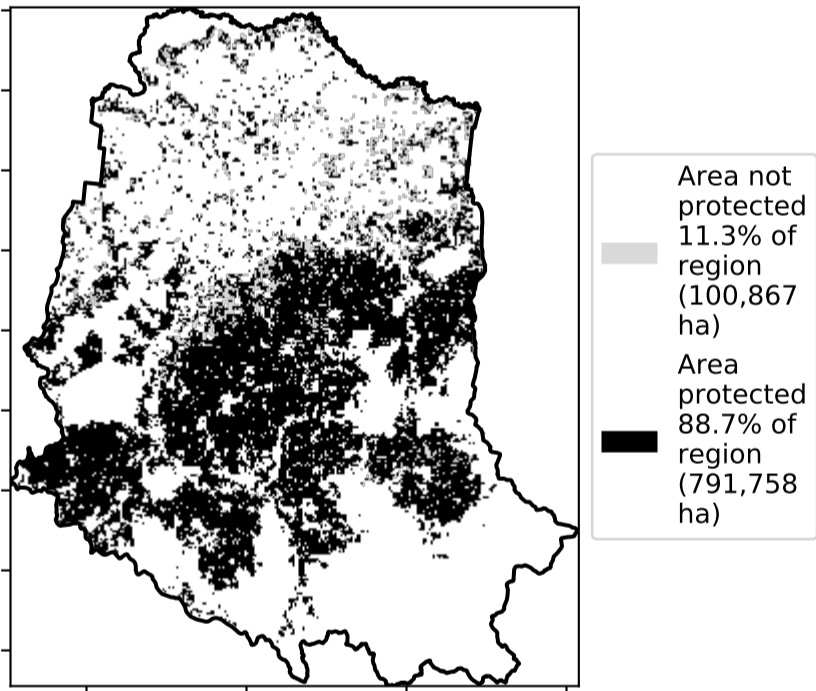 Area not
protected
11.3% of
region
(100,867
ha)
Area
protected
88.7% of
region
(791,758
ha)